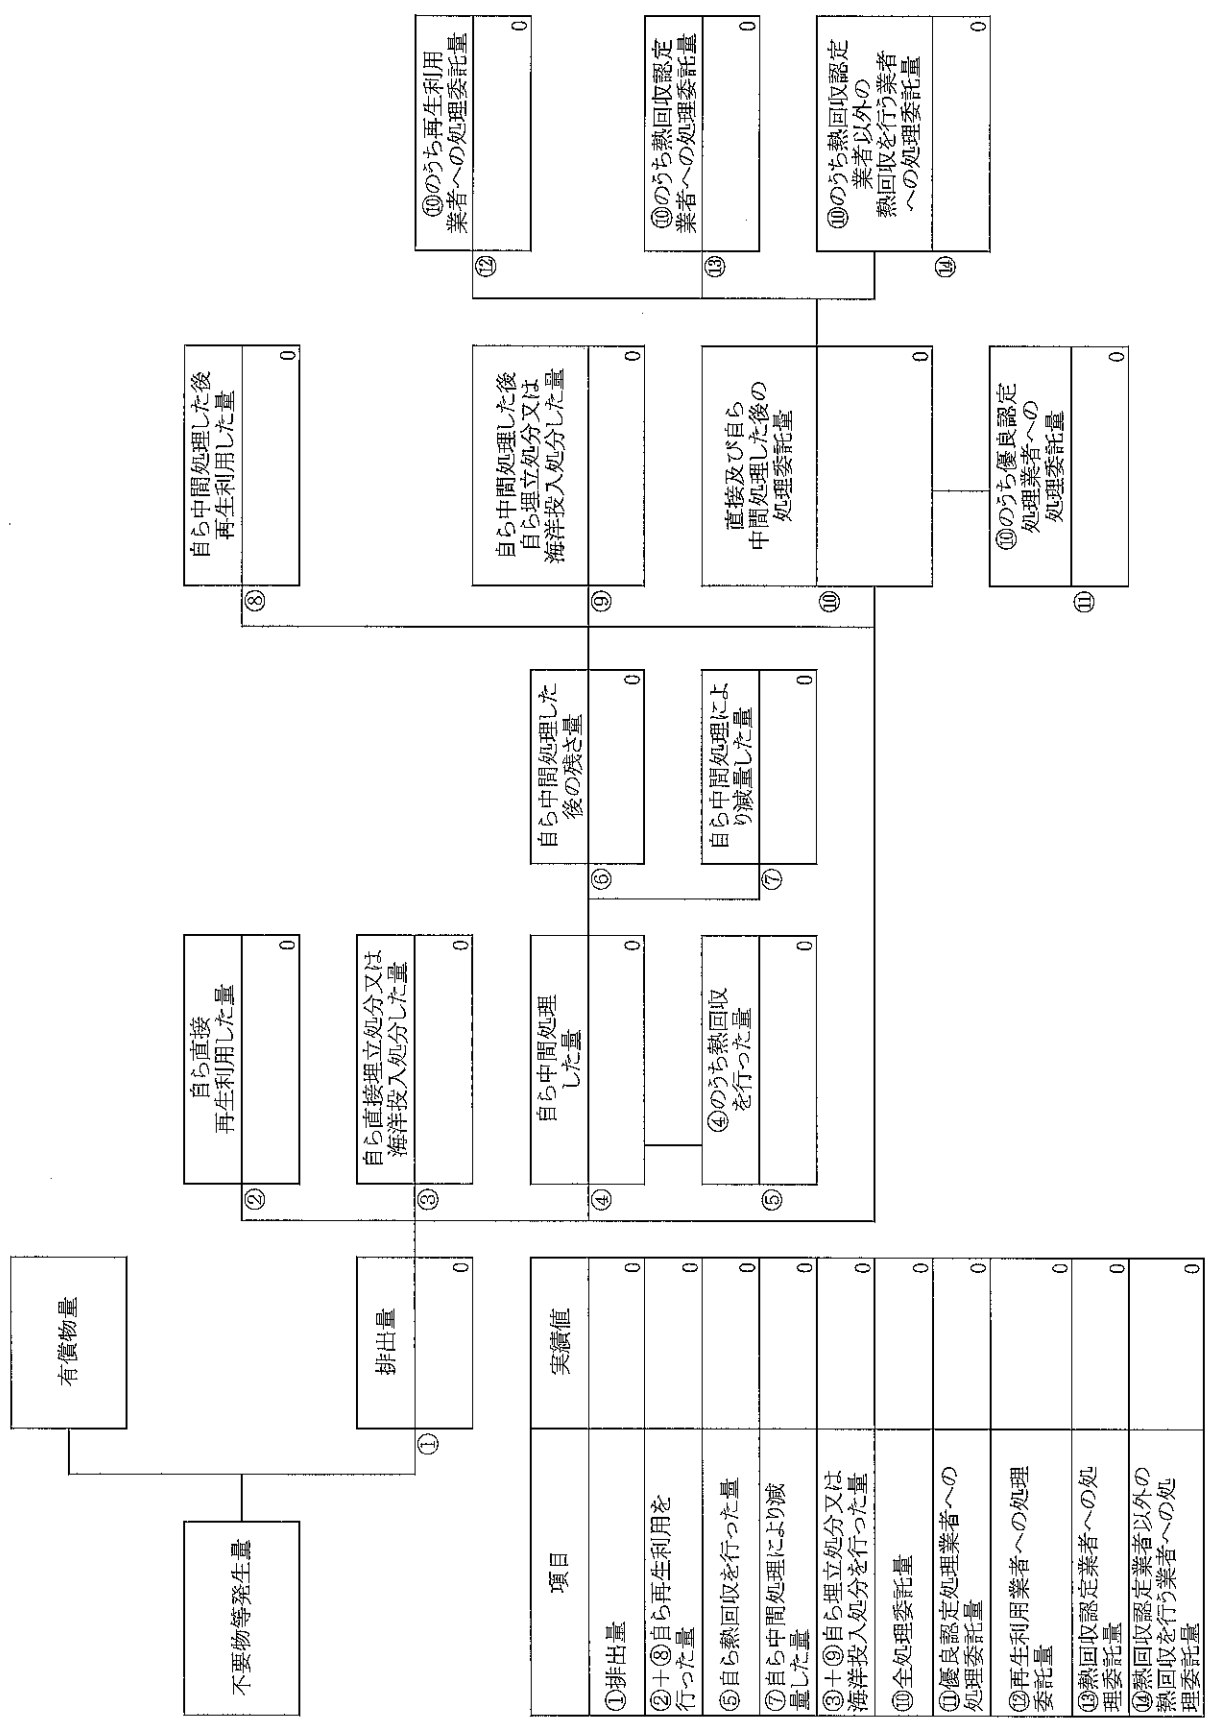 不要物等発生量
有償物量
①
排出量
0
②
自ら直接
再生利用した量
0
③
自ら直接埋立処分又は
海洋投入処分した量
0
④
自ら中間処理
した量
0
⑤
④のうち熱回収
を行った量
0
⑥
自ら中間処理した
後の残さ量
0
⑦
自ら中間処理によ
り減量した量
0
⑧
自ら中間処理した後
再生利用した量
0
⑨
自ら中間処理した後
自ら埋立処分又は
海洋投入処分した量
0
⑩
直接及び自ら
中間処理した後の
処理委託量
0
⑪
⑩のうち優良認定
処理業者への
処理委託量
0
⑫
⑩のうち再生利用
業者への処理委託量
0
⑬
⑩のうち熱回収認定
業者への処理委託量
0
⑭
⑩のうち熱回収認定
業者以外の
熱回収を行う業者
への処理委託量
0
項目 実績値
①排出量 0
②+⑧自ら再生利用を
行った量 0
⑤自ら熱回収を行った量 0
⑦自ら中間処理により減
量した量 0
③+⑨自ら埋立処分又は
海洋投入処分を行った量 0
⑩全処理委託量 0
⑪優良認定処理業者への
処理委託量 0
⑫再生利用業者への処理
委託量 0
⑬熱回収認定業者への処
理委託量 0
⑭熱回収認定業者以外の
熱回収を行う業者への処
理委託量 0